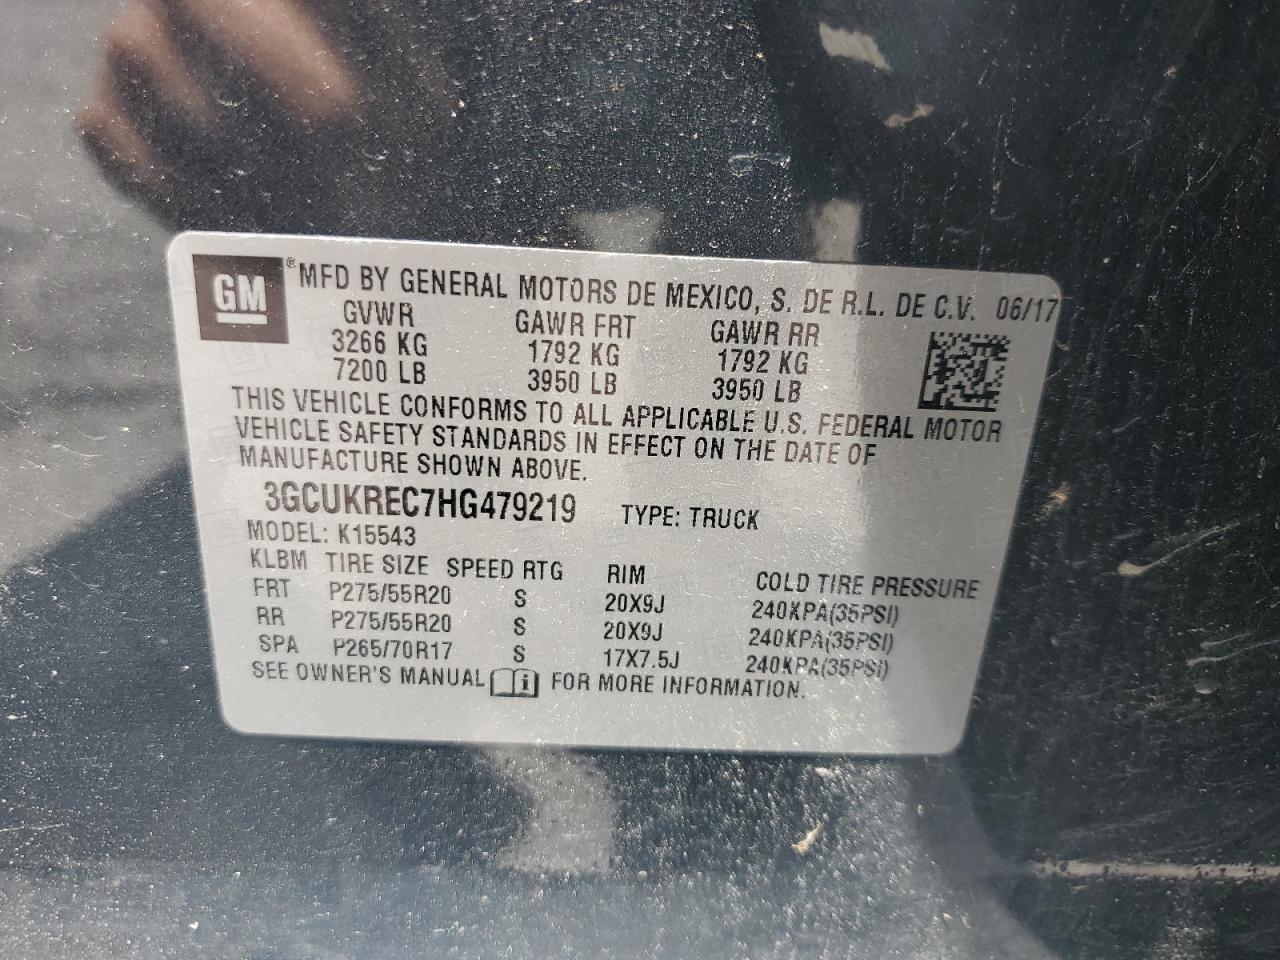 GM ® MFD BY GENERAL MOTORS DE MEXICO, S. DE R.L. DE C.V. 06/17
GVWR GAWR FRT GAWR RR
3266 KG 1792 KG 1792 KG
7200 LB 3950 LB 3950 LB
THIS VEHICLE CONFORMS TO ALL APPLICABLE U.S. FEDERAL MOTOR
VEHICLE SAFETY STANDARDS IN EFFECT ON THE DATE OF
MANUFACTURE SHOWN ABOVE.
3GCUKREC7HG479219 TYPE: TRUCK
MODEL: K15543
KLBM TIRE SIZE SPEED RTG RIM COLD TIRE PRESSURE
FRT P275/55R20 S 20X9J 240KPA(35PSI)
RR P275/55R20 S 20X9J 240KPA(35PSI)
SPA P265/70R17 S 17X7.5J 240KPA(35PSI)
SEE OWNER'S MANUAL i FOR MORE INFORMATION.